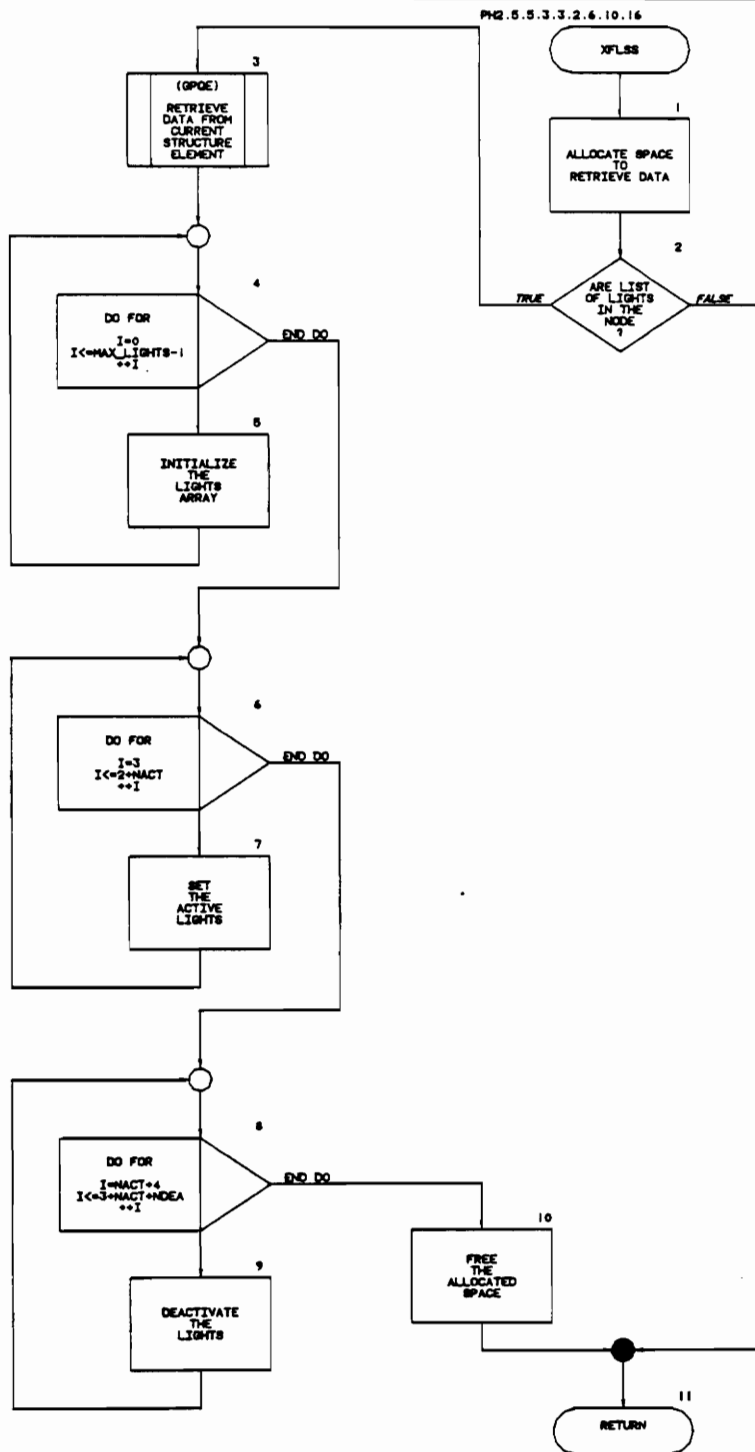 PH2.5.5.3.3.2.6.10.16
XFLSS
1
ALLOCATE SPACE
TO
RETRIEVE DATA
2
ARE LIST
OF LIGHTS
IN THE
NODE
?
TRUE
FALSE
3
(GPQE)
RETRIEVE
DATA FROM
CURRENT
STRUCTURE
ELEMENT
4
DO FOR
I=0
I<=MAX_LIGHTS-1
++I
END DO
5
INITIALIZE
THE
LIGHTS
ARRAY
6
DO FOR
I=3
I<=2+NACT
++I
END DO
7
SET
THE
ACTIVE
LIGHTS
8
DO FOR
I=NACT+4
I<=3+NACT+NDEA
++I
END DO
9
DEACTIVATE
THE
LIGHTS
10
FREE
THE
ALLOCATED
SPACE
11
RETURN